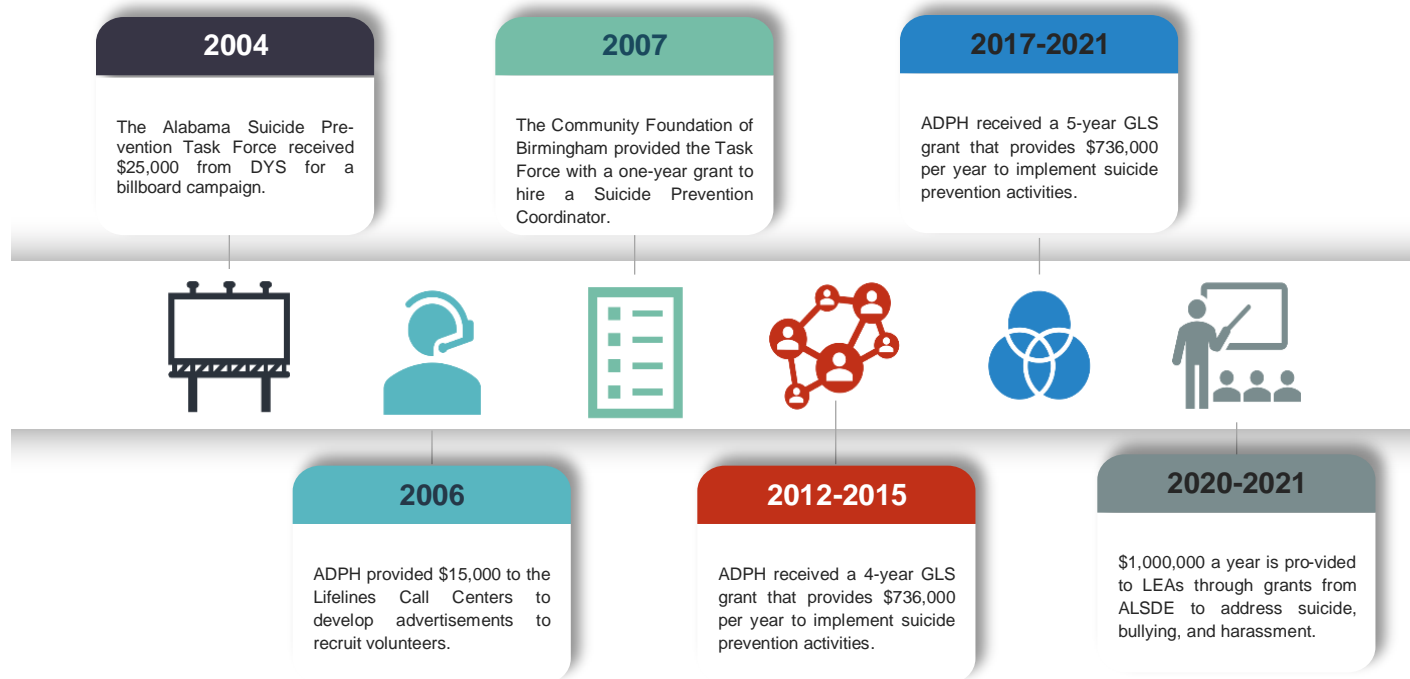 2004
The Alabama Suicide Pre-
vention Task Force received
$25,000 from DYS for a
billboard campaign.
2006
ADPH provided $15,000 to the
Lifelines Call Centers to
develop advertisements to
recruit volunteers.
2007
The Community Foundation of
Birmingham provided the Task
Force with a one-year grant to
hire a Suicide Prevention
Coordinator.
2012-2015
ADPH received a 4-year GLS
grant that provides $736,000
per year to implement suicide
prevention activities.
2017-2021
ADPH received a 5-year GLS
grant that provides $736,000
per year to implement suicide
prevention activities.
2020-2021
$1,000,000 a year is pro-vided
to LEAs through grants from
ALSDE to address suicide,
bullying, and harassment.